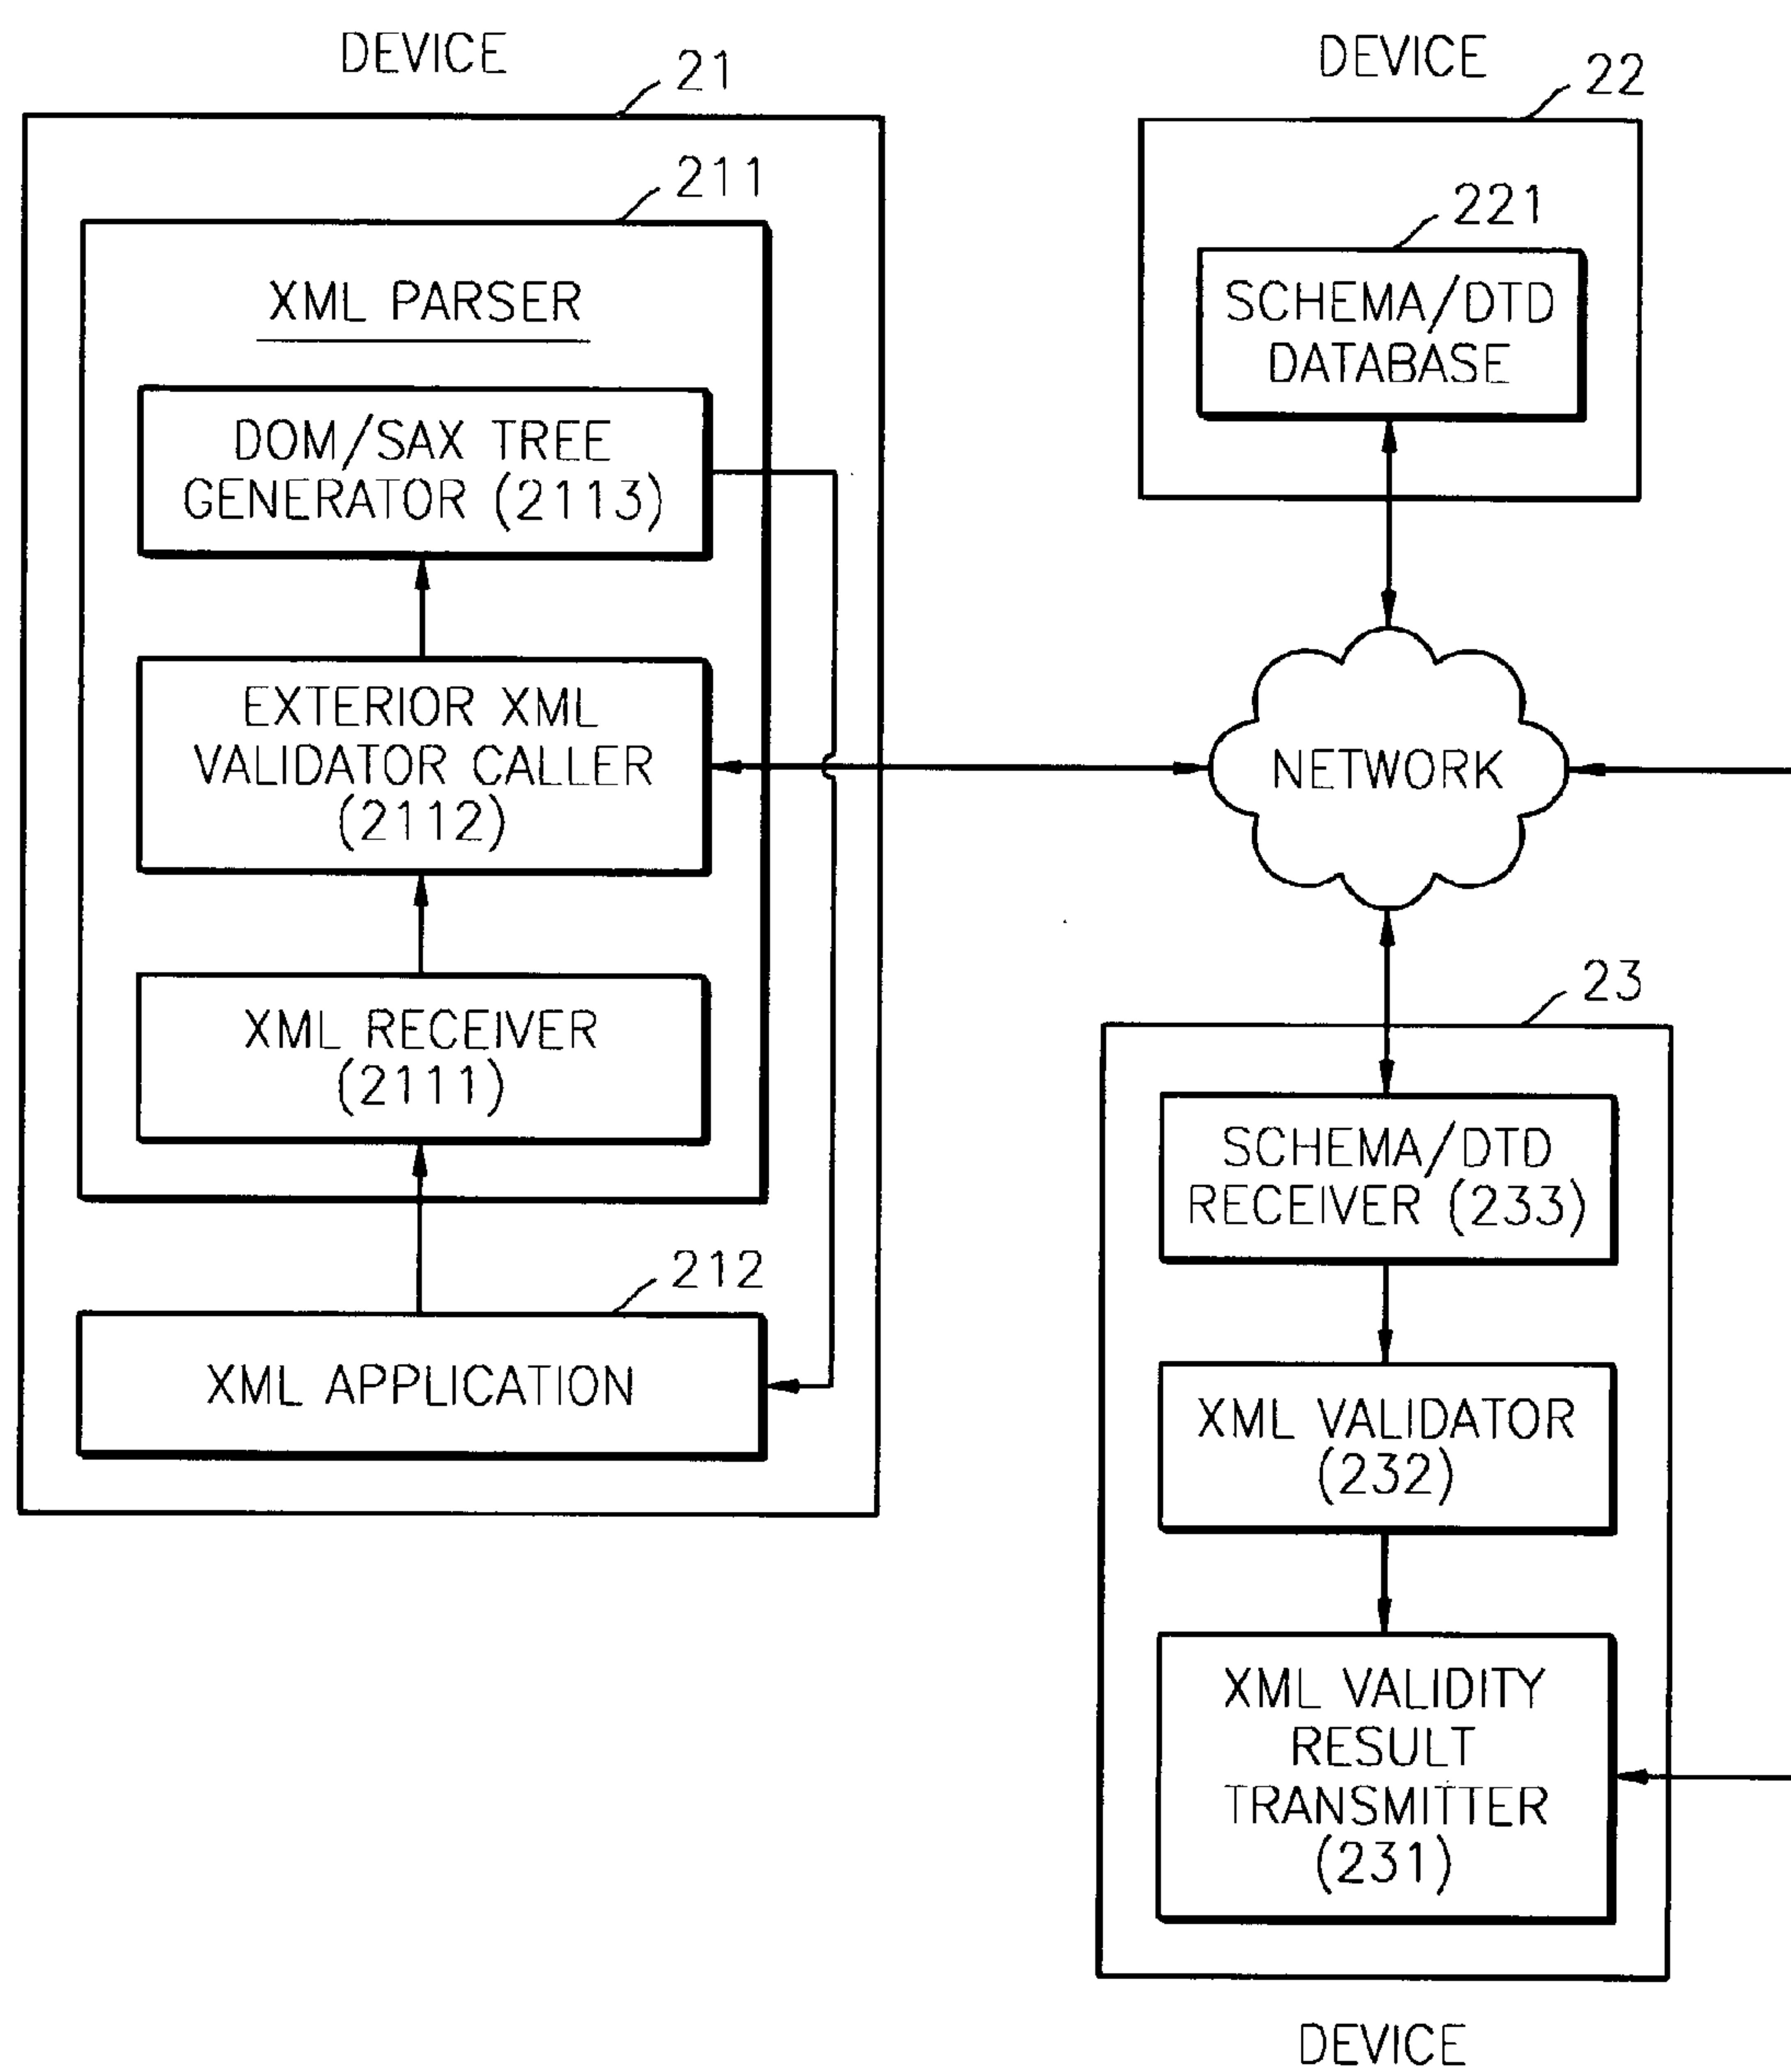 DEVICE
21
211
XML PARSER
DOM/SAX TREE
GENERATOR (2113)
EXTERIOR XML
VALIDATOR CALLER
(2112)
XML RECEIVER
(2111)
212
XML APPLICATION
DEVICE
22
221
SCHEMA/DTD
DATABASE
NETWORK
23
SCHEMA/DTD
RECEIVER (233)
XML VALIDATOR
(232)
XML VALIDITY
RESULT
TRANSMITTER
(231)
DEVICE